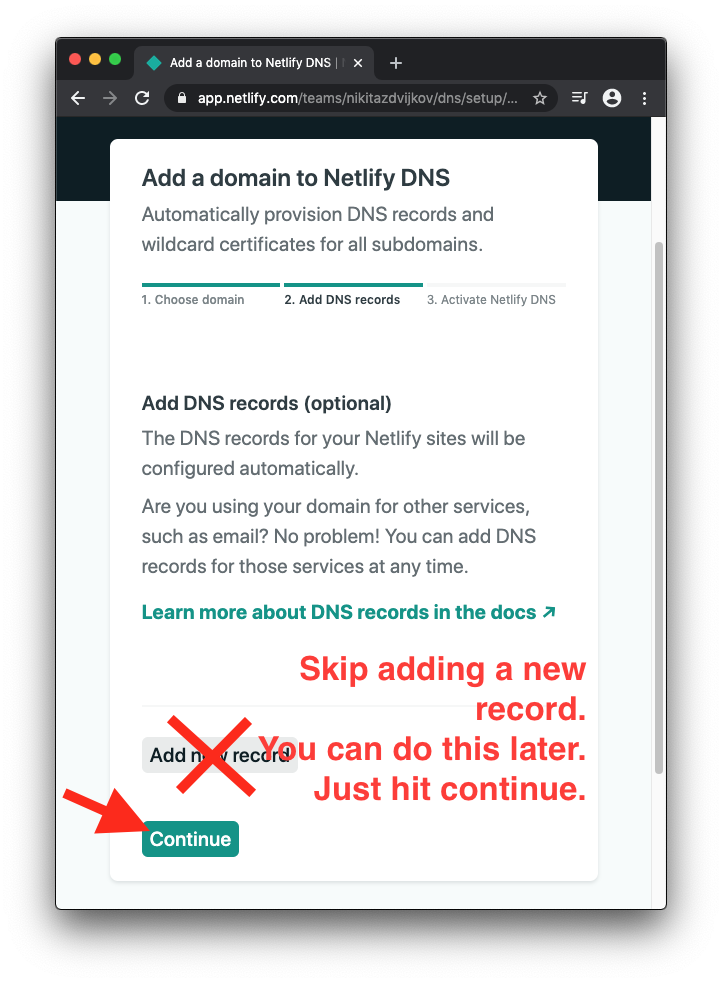 Add a domain to Netlify DNS |
app.netlify.com/teams/nikitazdvijkov/dns/setup/...
Add a domain to Netlify DNS
Automatically provision DNS records and
wildcard certificates for all subdomains.
1. Choose domain
2. Add DNS records
3. Activate Netlify DNS
Add DNS records (optional)
The DNS records for your Netlify sites will be
configured automatically.
Are you using your domain for other services,
such as email? No problem! You can add DNS
records for those services at any time.
Learn more about DNS records in the docs ↗
Skip adding a new
record.
You can do this later.
Just hit continue.
Add new record
Continue